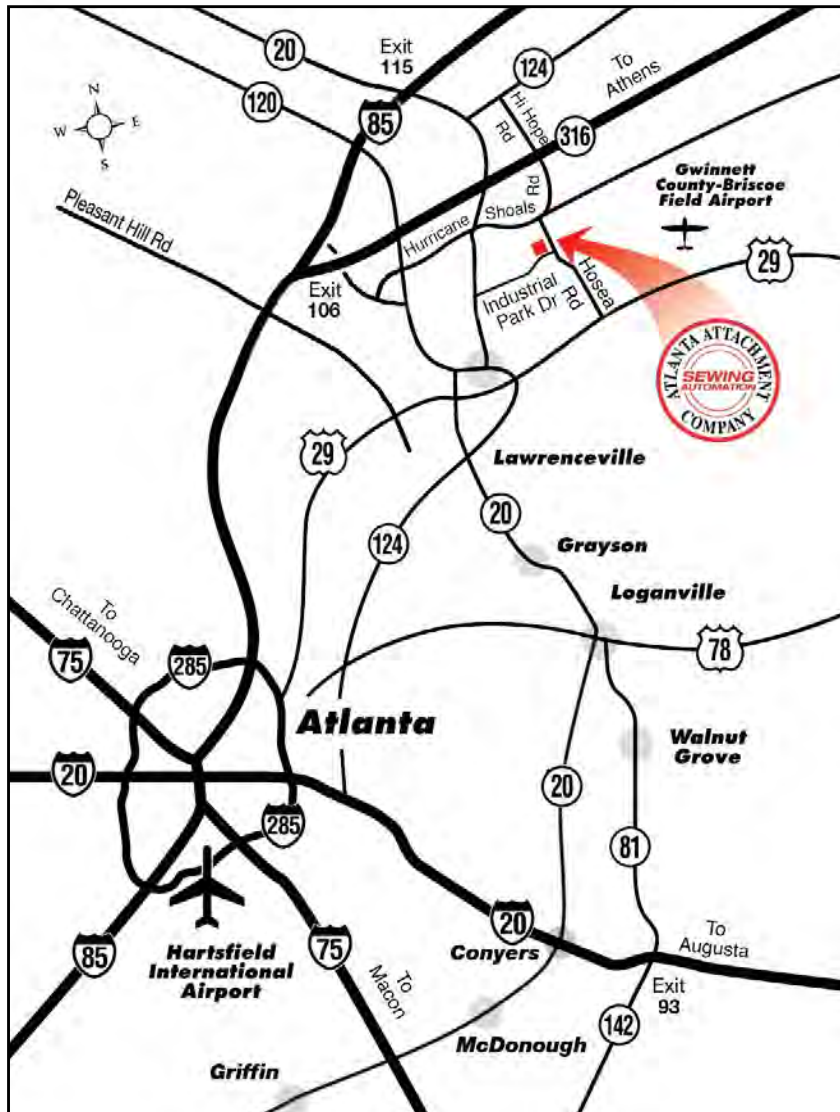 20
Exit
115
124
To
Athens
120
85
Hi Hope
Rd
316
N
W
E
S
Gwinnett
County-Briscoe
Field Airport
Pleasant Hill Rd
Rd
Hurricane Shoals
29
Exit
106
Industrial
Park Dr
Hosea
Rd
ATLANTA ATTACHMENT
SEWING
AUTOMATION
COMPANY
29
Lawrenceville
20
124
Grayson
To
Chattanooga
Loganville
75
285
78
Atlanta
Walnut
Grove
20
20
285
81
85
Hartsfield
International
Airport
75
20
Conyers
To
Augusta
To
Macon
Exit
93
142
McDonough
Griffin